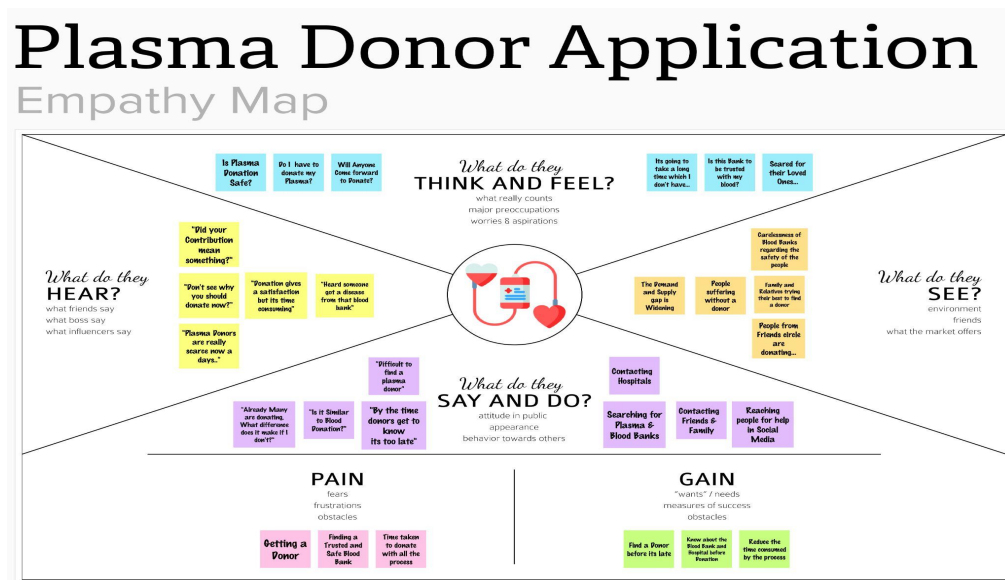 Plasma Donor Application
Empathy Map
Is Plasma
Donation
Safe?
Do I have to
donate my
Plasma?
Will Anyone
Come forward
to Donate?
What do they
THINK AND FEEL?
what really counts
major preoccupations
worries & aspirations
Its going to
take a long
time which I
don't have...
Is this Bank to
be trusted
with my
blood?
Scared for
their Loved
Ones...
What do they
HEAR?
what friends say
what boss say
what influencers say
"Did your
Contribution
mean
something?"
"Don't see why
you should
donate now?"
"Donation gives
a satisfaction
but its time
consuming"
"Heard someone
got a disease
from that blood
bank"
"Plasma Donors
are really
scarce now a
days.."
Carelessness of
Blood Banks
regarding the
safety of the
people
The Demand
and Supply
gap is
Widening
People
suffering
without a
donor
Family and
Relatives trying
their best to find
a donor
People from
Friends circle
are
donating...
What do they
SEE?
environment
friends
what the market offers
"Difficult to
find a
plasma
donor"
"Already Many
are donating,
What difference
does it make if I
don't?"
"Is it Similar
to Blood
Donation?"
"By the time
donors get to
know
its too late"
What do they
SAY AND DO?
attitude in public
appearance
behavior towards others
Contacting
Hospitals
Searching for
Plasma &
Blood Banks
Contacting
Friends &
Family
Reaching
people for help
in Social
Media
PAIN
fears
frustrations
obstacles
Getting a
Donor
Finding a
Trusted and
Safe Blood
Bank
Time taken
to donate
with all the
process
GAIN
"wants" / needs
measures of success
obstacles
Find a Donor
before its late
Know about the
Blood Bank and
Hospital before
Donation
Reduce the
time consumed
by the process